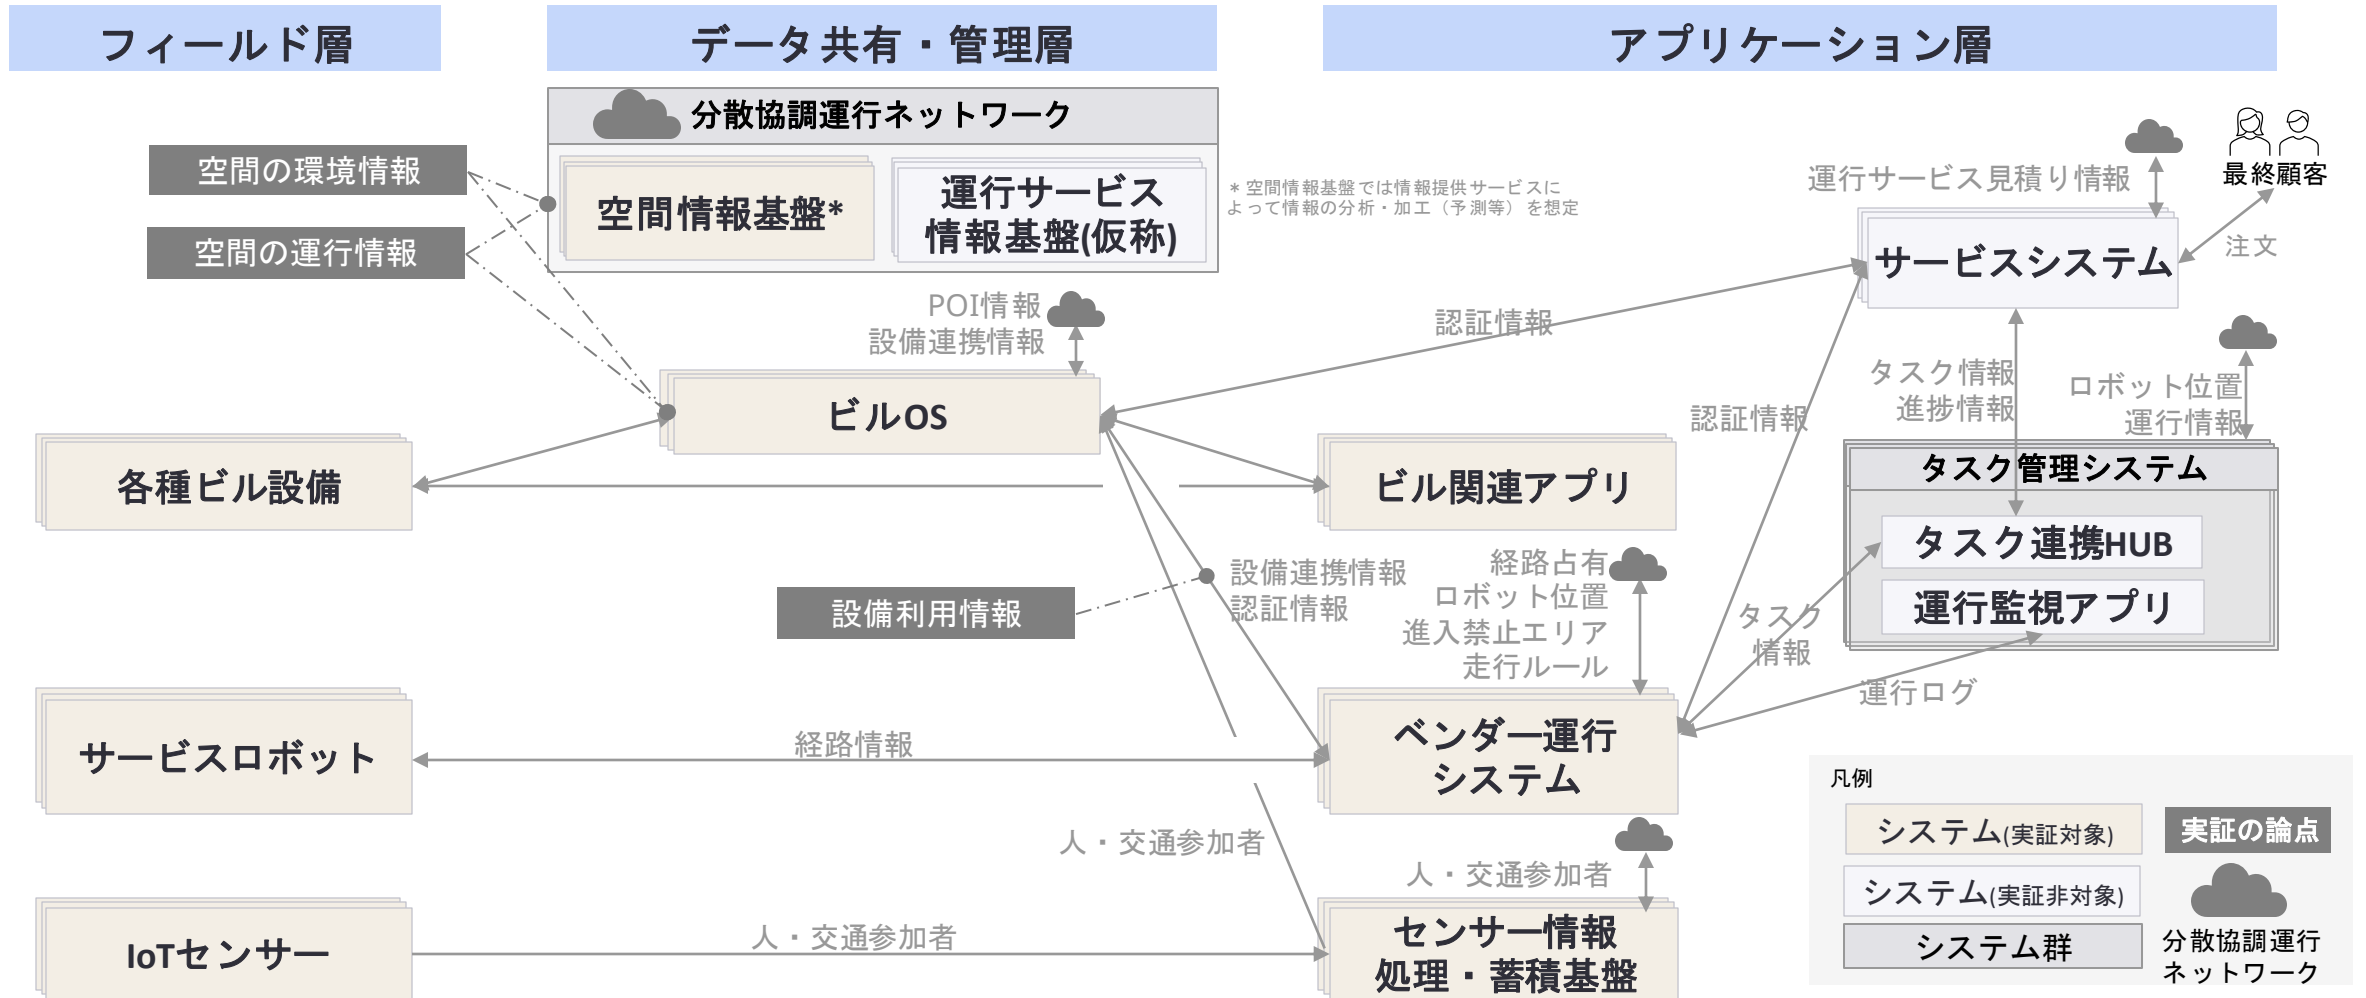 フィールド層
データ共有・管理層
アプリケーション層
分散協調運行ネットワーク
空間の環境情報
空間の運行情報
空間情報基盤*
運行サービス
情報基盤(仮称)
*空間情報基盤では情報提供サービスに
よって情報の分析・加工（予測等）を想定
運行サービス見積り情報
最終顧客
サービスシステム
注文
POI情報
設備連携情報
認証情報
ビルOS
タスク情報
進捗情報
ロボット位置
運行情報
認証情報
各種ビル設備
ビル関連アプリ
タスク管理システム
タスク連携HUB
運行監視アプリ
設備利用情報
設備連携情報
認証情報
経路占有
ロボット位置
進入禁止エリア
走行ルール
タスク
情報
運行ログ
サービスロボット
経路情報
ベンダー運行
システム
人・交通参加者
人・交通参加者
IoTセンサー
人・交通参加者
センサー情報
処理・蓄積基盤
凡例
システム(実証対象)
実証の論点
システム(実証非対象)
システム群
分散協調運行
ネットワーク